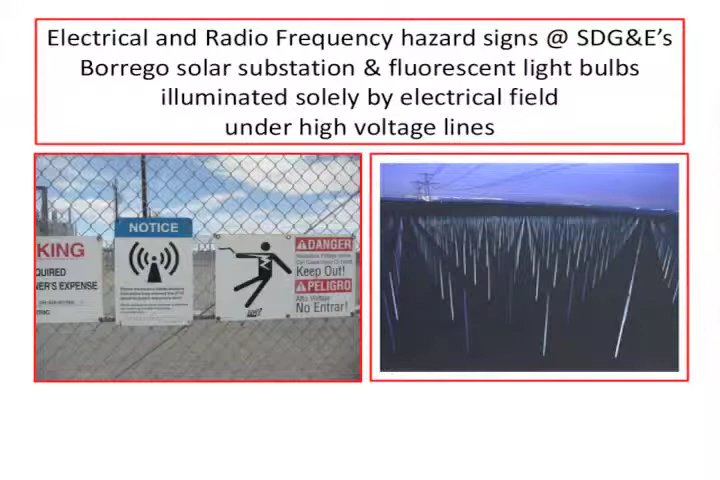 Electrical and Radio Frequency hazard signs @ SDG&E's
Borrego solar substation & fluorescent light bulbs
illuminated solely by electrical field
under high voltage lines
KING
QUIRED
ER'S EXPENSE
NOTICE
DANGER
Keep Out!
PELIGRO
Alto Voltaje
No Entrar!